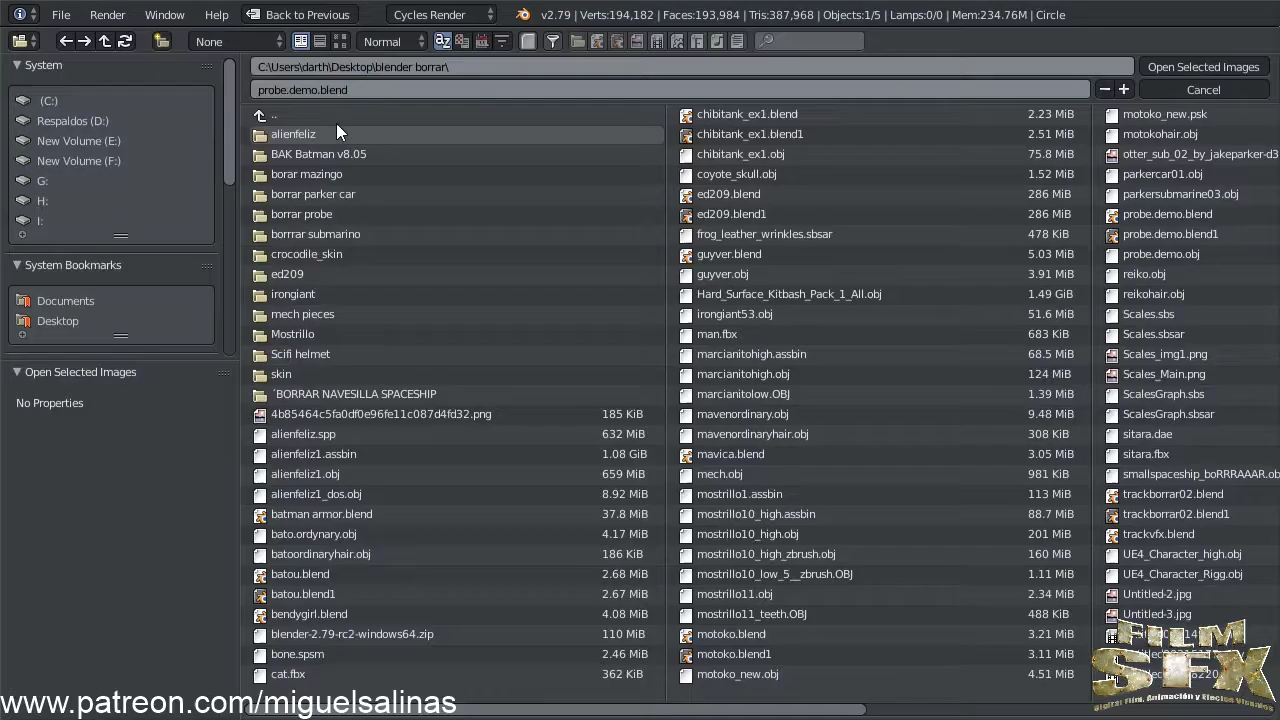 File Render Window Help Back to Previous Cycles Render v2.79 | Verts:194,182 | Faces:193,984 | Tris:387,968 | Objects:1/5 | Lamps:0/0 | Mem:234.76M | Circle
None Normal
System
(C:)
Respaldos (D:)
New Volume (E:)
New Volume (F:)
G:
H:
I:
System Bookmarks
Documents
Desktop
Open Selected Images
No Properties
C:\Users\darth\Desktop\blender borrar\
Open Selected Images
probe.demo.blend
Cancel
..
alienfeliz
BAK Batman v8.05
borar mazingo
borrar parker car
borrar probe
borrrar submarino
crocodile_skin
ed209
irongiant
mech pieces
Mostrillo
Scifi helmet
skin
´BORRAR NAVESILLA SPACESHIP
4b85464c5fa0df0e96fe11c087d4fd32.png 185 KiB
alienfeliz.spp 632 MiB
alienfeliz1.assbin 1.08 GiB
alienfeliz1.obj 659 MiB
alienfeliz1_dos.obj 8.92 MiB
batman armor.blend 37.8 MiB
bato.ordynary.obj 4.17 MiB
batoordinaryhair.obj 186 KiB
batou.blend 2.68 MiB
batou.blend1 2.67 MiB
bendygirl.blend 4.08 MiB
blender-2.79-rc2-windows64.zip 110 MiB
bone.spsm 2.46 MiB
cat.fbx 362 KiB
chibitank_ex1.blend 2.23 MiB
chibitank_ex1.blend1 2.51 MiB
chibitank_ex1.obj 75.8 MiB
coyote_skull.obj 1.52 MiB
ed209.blend 286 MiB
ed209.blend1 286 MiB
frog_leather_wrinkles.sbsar 478 KiB
guyver.blend 5.03 MiB
guyver.obj 3.91 MiB
Hard_Surface_Kitbash_Pack_1_All.obj 1.49 GiB
irongiant53.obj 51.6 MiB
man.fbx 683 KiB
marcianitohigh.assbin 68.5 MiB
marcianitohigh.obj 124 MiB
marcianitolow.OBJ 1.39 MiB
mavenordinary.obj 9.48 MiB
mavenordinaryhair.obj 308 KiB
mavica.blend 3.05 MiB
mech.obj 981 KiB
mostrillo1.assbin 113 MiB
mostrillo10_high.assbin 88.7 MiB
mostrillo10_high.obj 201 MiB
mostrillo10_high_zbrush.obj 160 MiB
mostrillo10_low_5__zbrush.OBJ 1.11 MiB
mostrillo11.obj 2.34 MiB
mostrillo11_teeth.OBJ 488 KiB
motoko.blend 3.21 MiB
motoko.blend1 3.11 MiB
motoko_new.obj 4.51 MiB
motoko_new.psk
motokohair.obj
otter_sub_02_by_jakeparker-d3
parkercar01.obj
parkersubmarine03.obj
probe.demo.blend
probe.demo.blend1
probe.demo.obj
reiko.obj
reikohair.obj
Scales.sbs
Scales.sbsar
Scales_img1.png
Scales_Main.png
ScalesGraph.sbs
ScalesGraph.sbsar
sitara.dae
sitara.fbx
smallspaceship_boRRRAAAR.ob
trackborrar02.blend
trackborrar02.blend1
trackvfx.blend
UE4_Character_high.obj
UE4_Character_Rigg.obj
Untitled-2.jpg
Untitled-3.jpg
www.patreon.com/miguelsalinas
SFX
Digital Film, Animación y Efectos Visuales